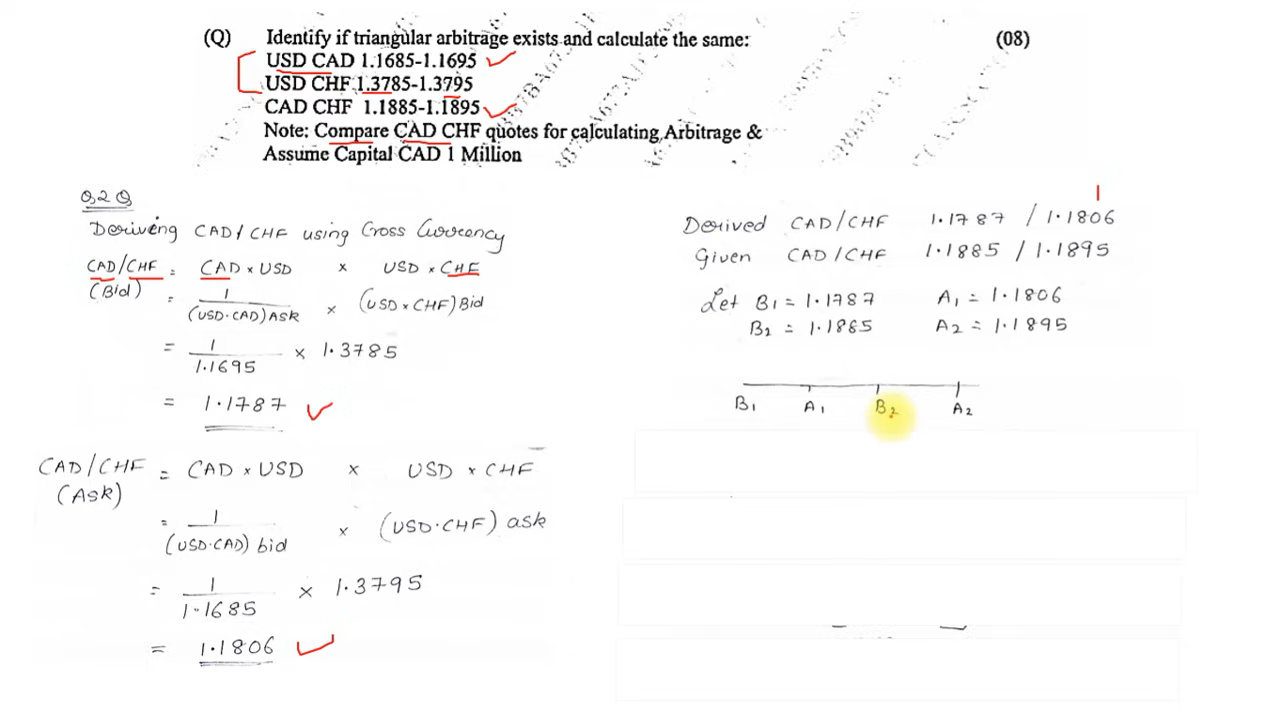 (Q) Identify if triangular arbitrage exists and calculate the same: (08)
USD CAD 1.1685-1.1695
USD CHF 1.3785-1.3795
CAD CHF 1.1885-1.1895
Note: Compare CAD CHF quotes for calculating Arbitrage &
Assume Capital CAD 1 Million
Q2Q
Deriving CAD/CHF using Cross Currency
CAD/CHF = CAD × USD × USD × CHF
(Bid) = 1/(USD·CAD)ASK × (USD×CHF)Bid
= 1/1.1695 × 1.3785
= 1.1787
CAD/CHF = CAD × USD × USD × CHF
(ASK)
= 1/(USD·CAD) bid × (USD·CHF) ask
= 1/1.1685 × 1.3795
= 1.1806
Derived CAD/CHF 1.1787 / 1.1806
Given CAD/CHF 1.1885 / 1.1895
Let B1 = 1.1787 A1 = 1.1806
B2 = 1.1885 A2 = 1.1895
B1 A1 B2 A2